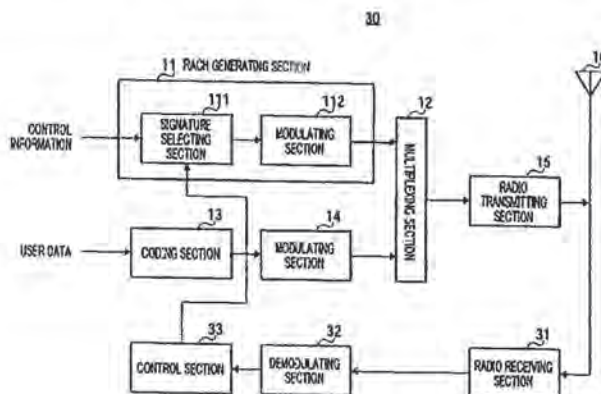 30
11 RACH GENERATING SECTION
111
SIGNATURE
SELECTING
SECTION
112
MODULATING
SECTION
CONTROL
INFORMATION
12
MULTIPLEXING SECTION
15
RADIO
TRANSMITTING
SECTION
USER DATA
13
CODING SECTION
14
MODULATING
SECTION
33
CONTROL SECTION
32
DEMODULATING
SECTION
31
RADIO RECEIVING
SECTION